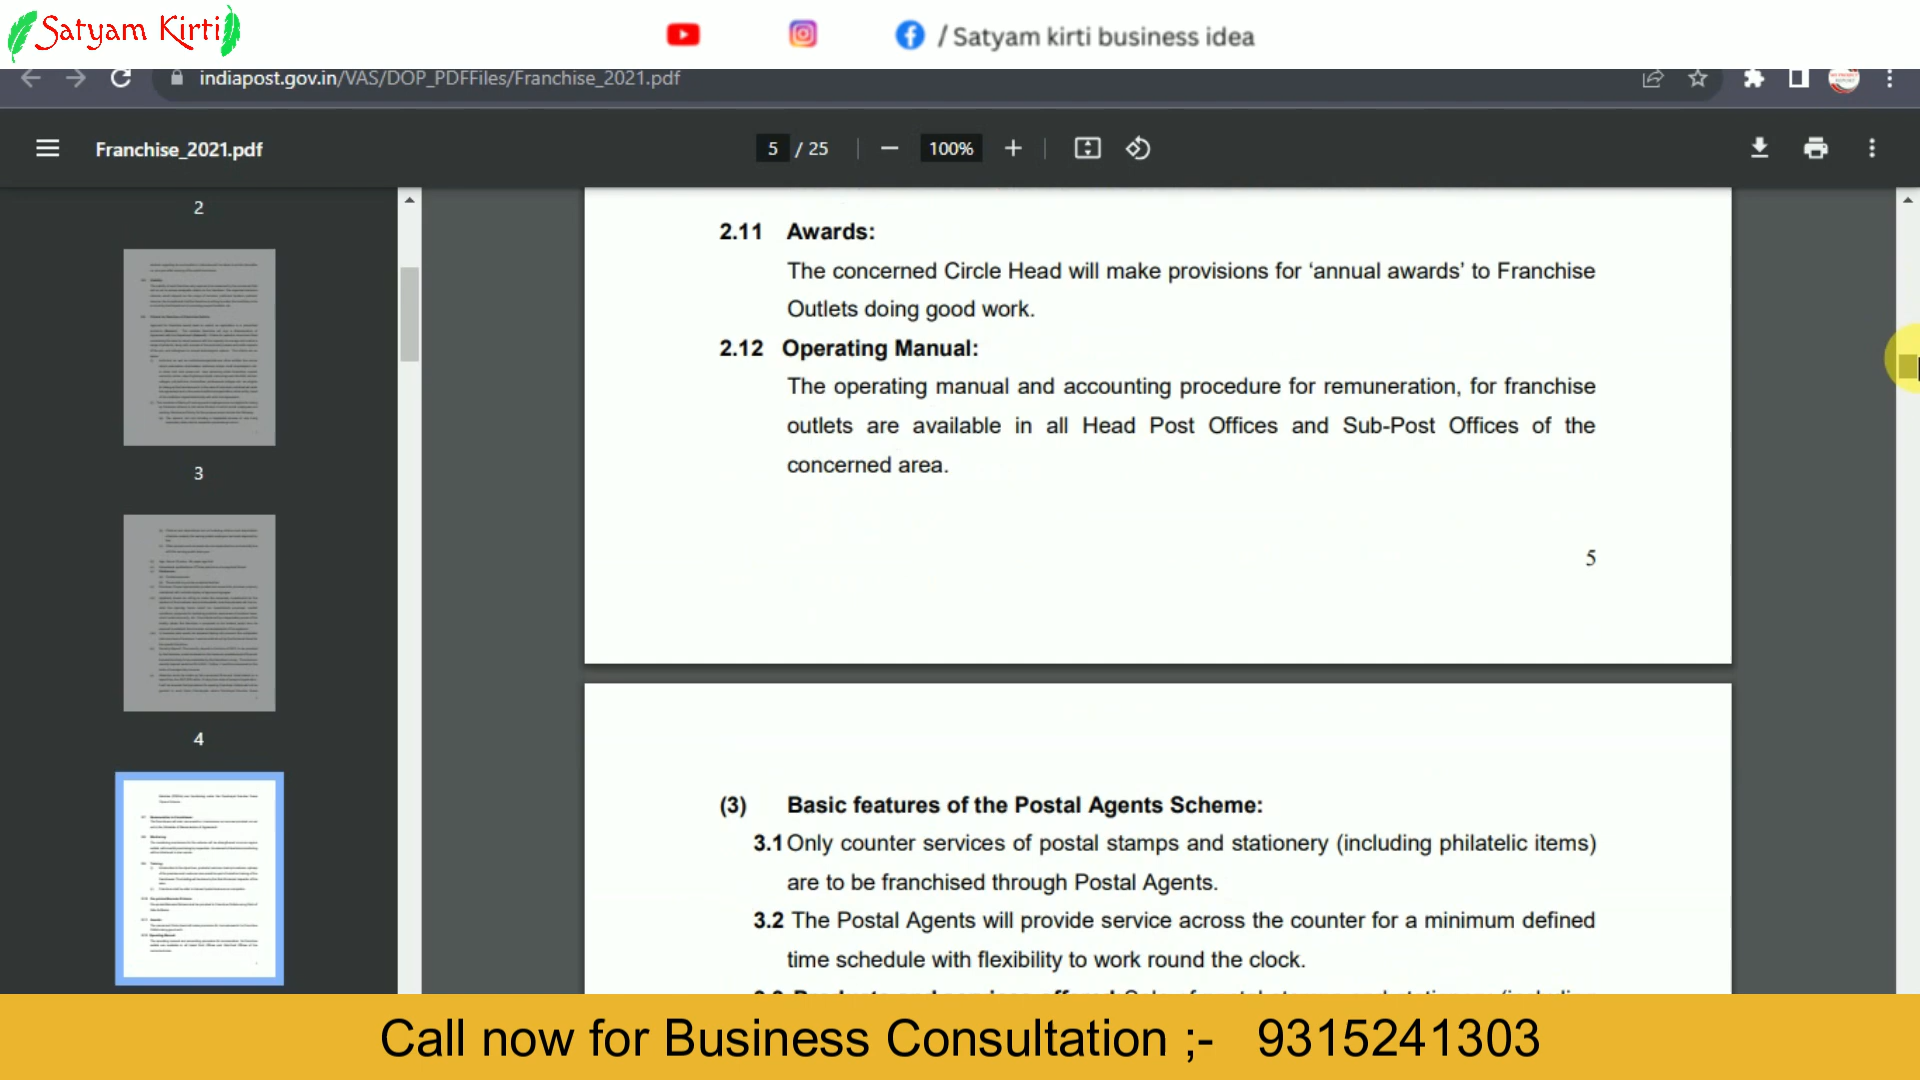 Satyam Kirti
/ Satyam kirti business idea
indiapost.gov.in/VAS/DOP_PDFFiles/Franchise_2021.pdf
Franchise_2021.pdf
5 / 25
100%
2
3
4
2.11 Awards:
The concerned Circle Head will make provisions for ‘annual awards’ to Franchise
Outlets doing good work.
2.12 Operating Manual:
The operating manual and accounting procedure for remuneration, for franchise
outlets are available in all Head Post Offices and Sub-Post Offices of the
concerned area.
5
(3) Basic features of the Postal Agents Scheme:
3.1 Only counter services of postal stamps and stationery (including philatelic items)
are to be franchised through Postal Agents.
3.2 The Postal Agents will provide service across the counter for a minimum defined
time schedule with flexibility to work round the clock.
Call now for Business Consultation ;- 9315241303